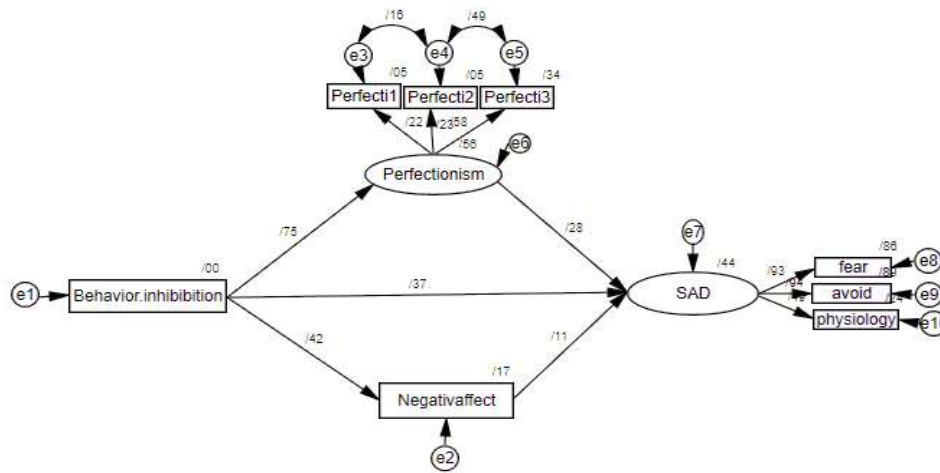 /16
/49
e3
e4
e5
/05
/05
/34
Perfecti1
Perfecti2
Perfecti3
/22
/23
/58
/56
e6
Perfectionism
/75
/28
e7
/00
/44
/93
/86
fear
e8
e1
Behavior.inhibibition
/37
SAD
/94
/89
avoid
e9
physiology
e10
/42
/11
/17
Negativaffect
e2